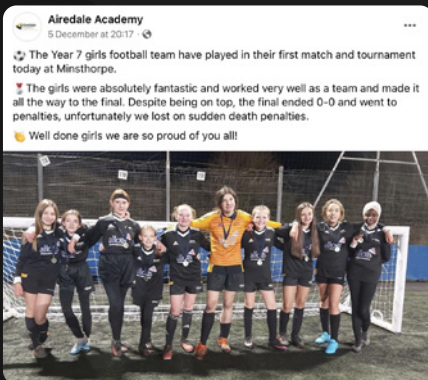 Airedale Academy
5 December at 20:17 ·
⚽ The Year 7 girls football team have played in their first match and tournament
today at Minsthorpe.
🎖️The girls were absolutely fantastic and worked very well as a team and made it
all the way to the final. Despite being on top, the final ended 0-0 and went to
penalties, unfortunately we lost on sudden death penalties.
👏 Well done girls we are so proud of you all!